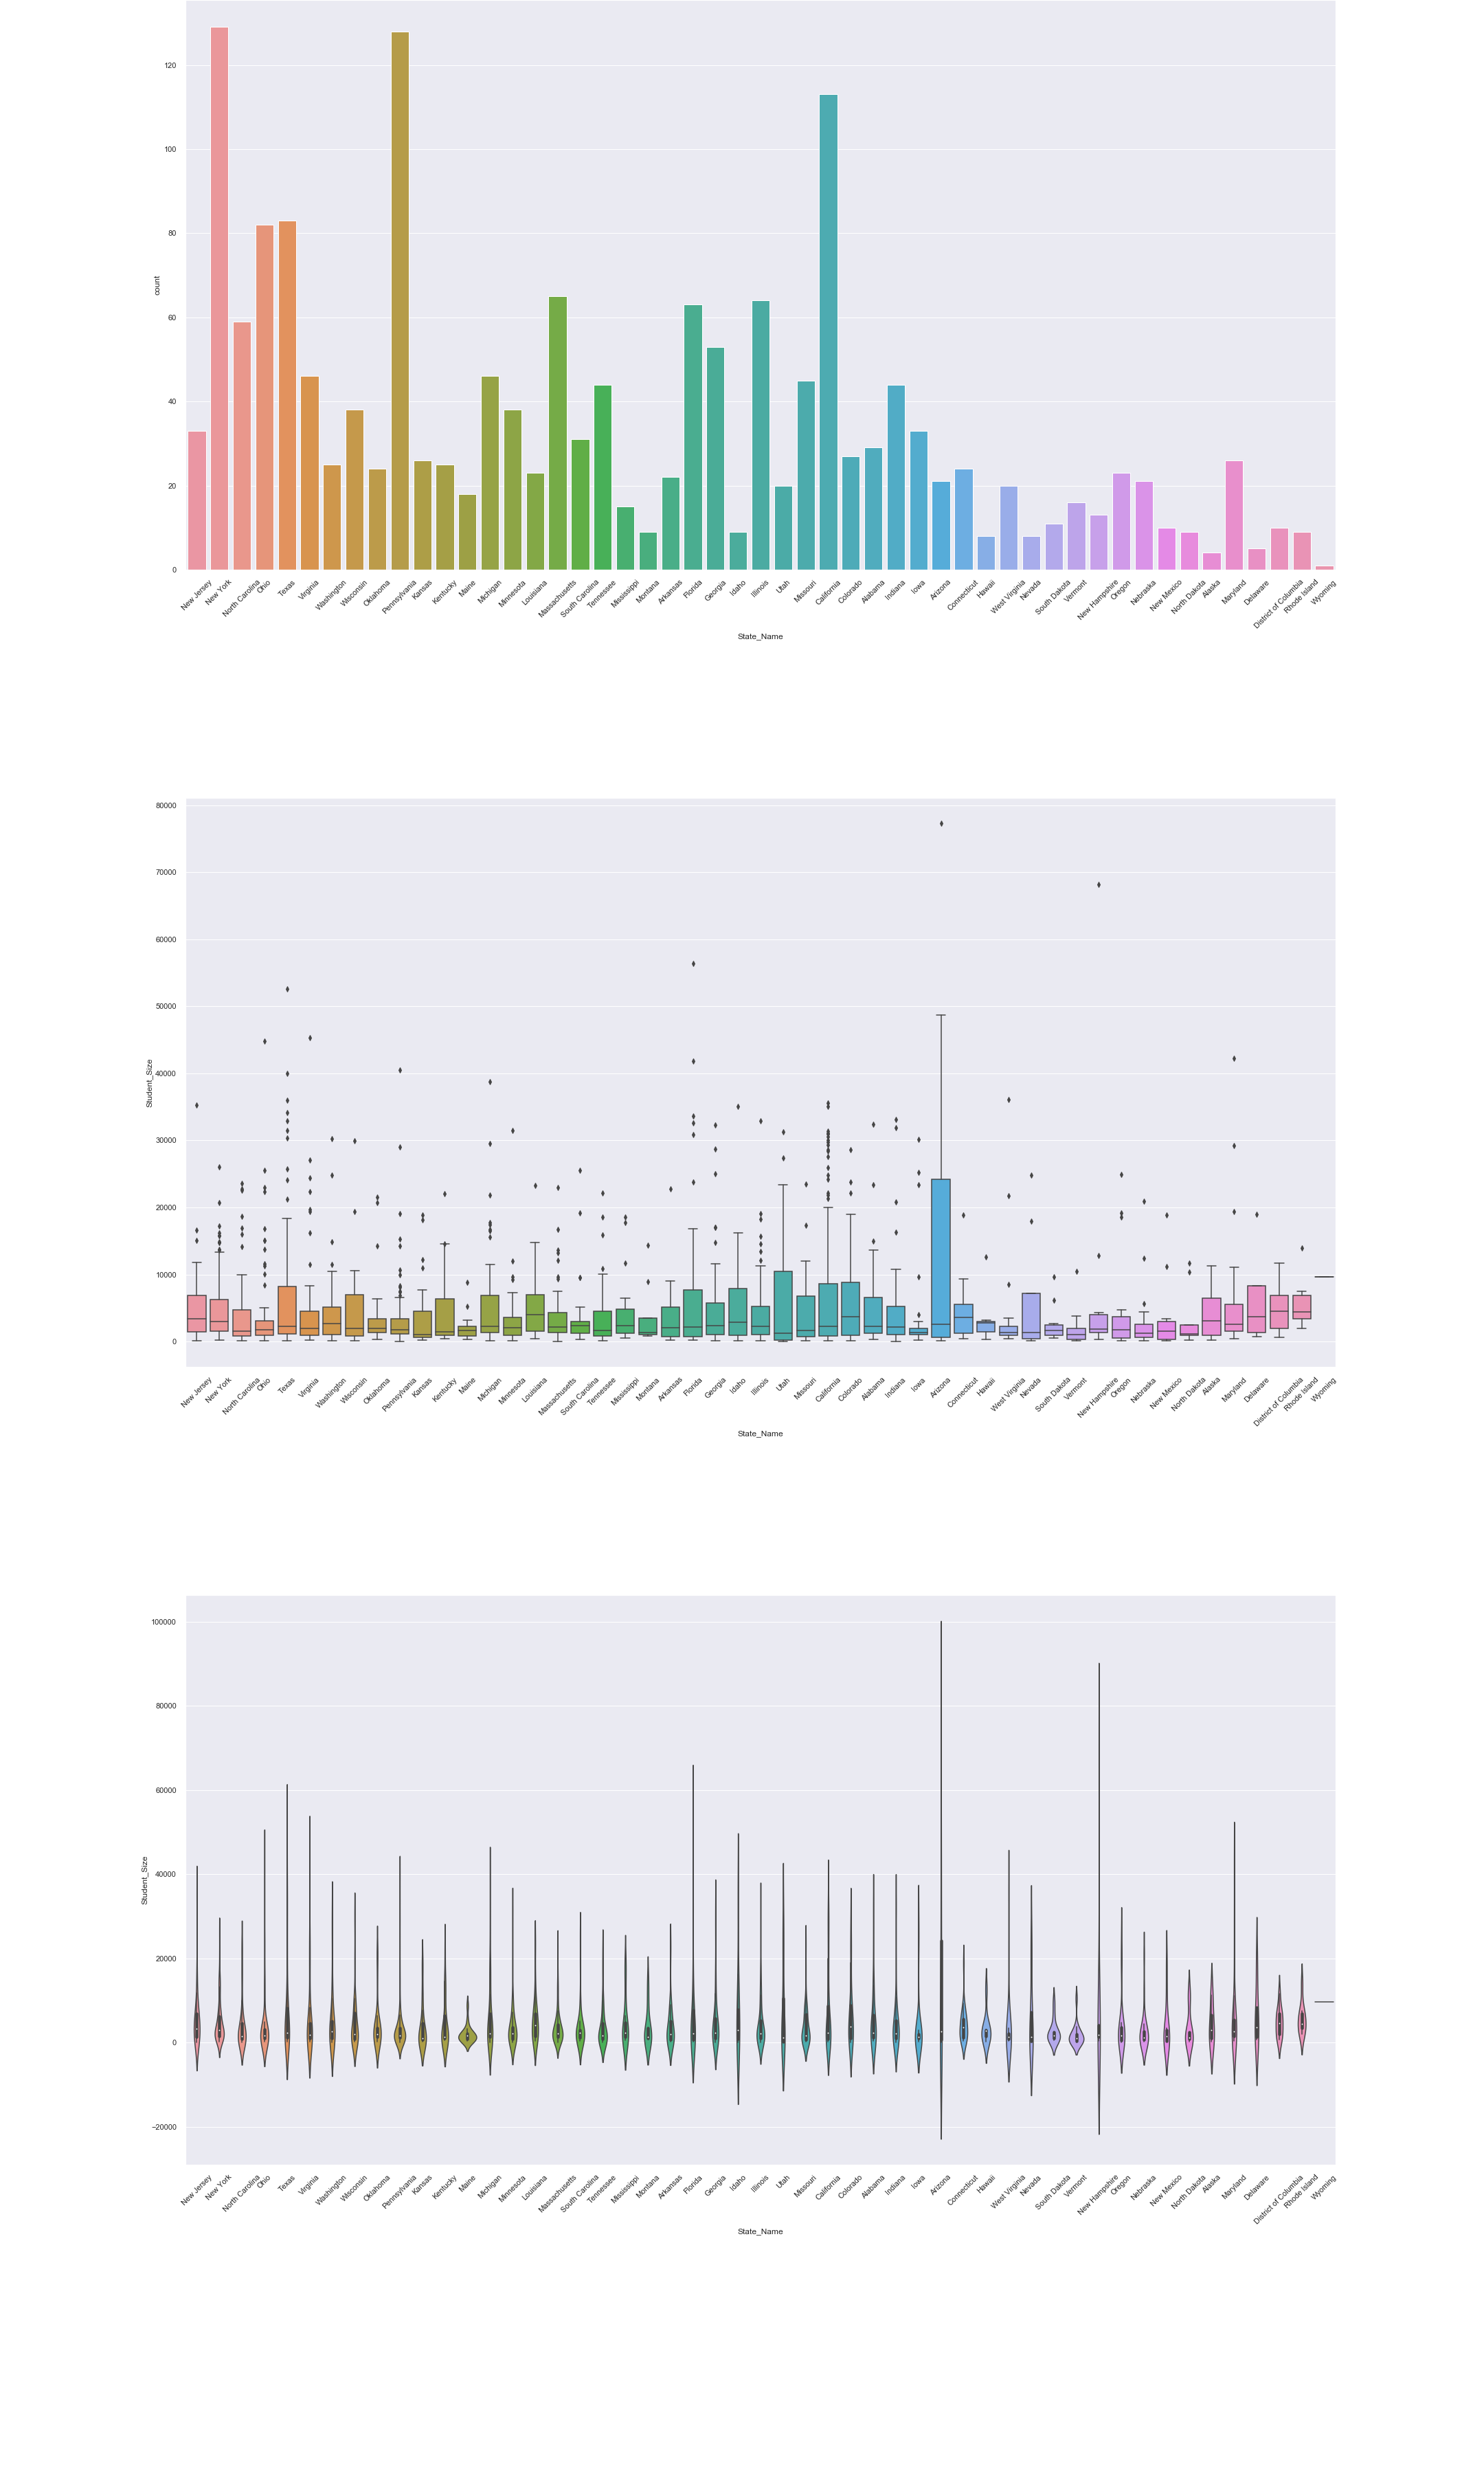 120
100
80
60
40
20
0
count
New Jersey
New York
North Carolina
Ohio
Texas
Virginia
Washington
Wisconsin
Oklahoma
Pennsylvania
Kansas
Kentucky
Maine
Michigan
Minnesota
Louisiana
Massachusetts
South Carolina
Tennessee
Mississippi
Montana
Arkansas
Florida
Georgia
Idaho
Illinois
Utah
Missouri
California
Colorado
Alabama
Indiana
Iowa
Arizona
Connecticut
Hawaii
West Virginia
Nevada
South Dakota
Vermont
New Hampshire
Oregon
Nebraska
New Mexico
North Dakota
Alaska
Maryland
Delaware
District of Columbia
Rhode Island
Wyoming
State_Name
80000
70000
60000
50000
40000
30000
20000
10000
0
Student_Size
New Jersey
New York
North Carolina
Ohio
Texas
Virginia
Washington
Wisconsin
Oklahoma
Pennsylvania
Kansas
Kentucky
Maine
Michigan
Minnesota
Louisiana
Massachusetts
South Carolina
Tennessee
Mississippi
Montana
Arkansas
Florida
Georgia
Idaho
Illinois
Utah
Missouri
California
Colorado
Alabama
Indiana
Iowa
Arizona
Connecticut
Hawaii
West Virginia
Nevada
South Dakota
Vermont
New Hampshire
Oregon
Nebraska
New Mexico
North Dakota
Alaska
Maryland
Delaware
District of Columbia
Rhode Island
Wyoming
State_Name
100000
80000
60000
40000
20000
0
−20000
Student_Size
New Jersey
New York
North Carolina
Ohio
Texas
Virginia
Washington
Wisconsin
Oklahoma
Pennsylvania
Kansas
Kentucky
Maine
Michigan
Minnesota
Louisiana
Massachusetts
South Carolina
Tennessee
Mississippi
Montana
Arkansas
Florida
Georgia
Idaho
Illinois
Utah
Missouri
California
Colorado
Alabama
Indiana
Iowa
Arizona
Connecticut
Hawaii
West Virginia
Nevada
South Dakota
Vermont
New Hampshire
Oregon
Nebraska
New Mexico
North Dakota
Alaska
Maryland
Delaware
District of Columbia
Rhode Island
Wyoming
State_Name